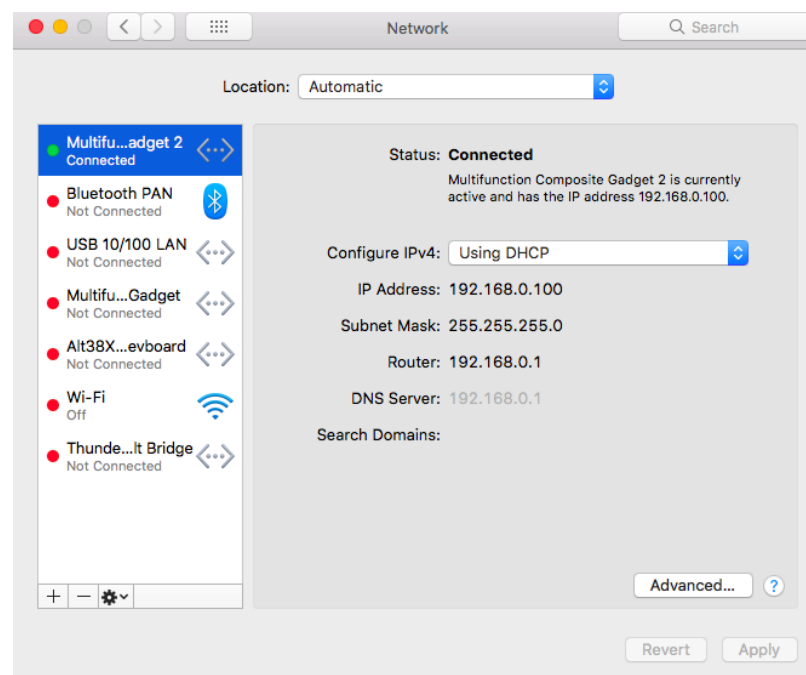 Network
Search
Location: Automatic
Multifu...adget 2
Connected
Bluetooth PAN
Not Connected
USB 10/100 LAN
Not Connected
Multifu...Gadget
Not Connected
Alt38X...evboard
Not Connected
Wi-Fi
Off
Thunde...lt Bridge
Not Connected
Status: Connected
Multifunction Composite Gadget 2 is currently
active and has the IP address 192.168.0.100.
Configure IPv4: Using DHCP
IP Address: 192.168.0.100
Subnet Mask: 255.255.255.0
Router: 192.168.0.1
DNS Server: 192.168.0.1
Search Domains:
Advanced... ?
Revert Apply